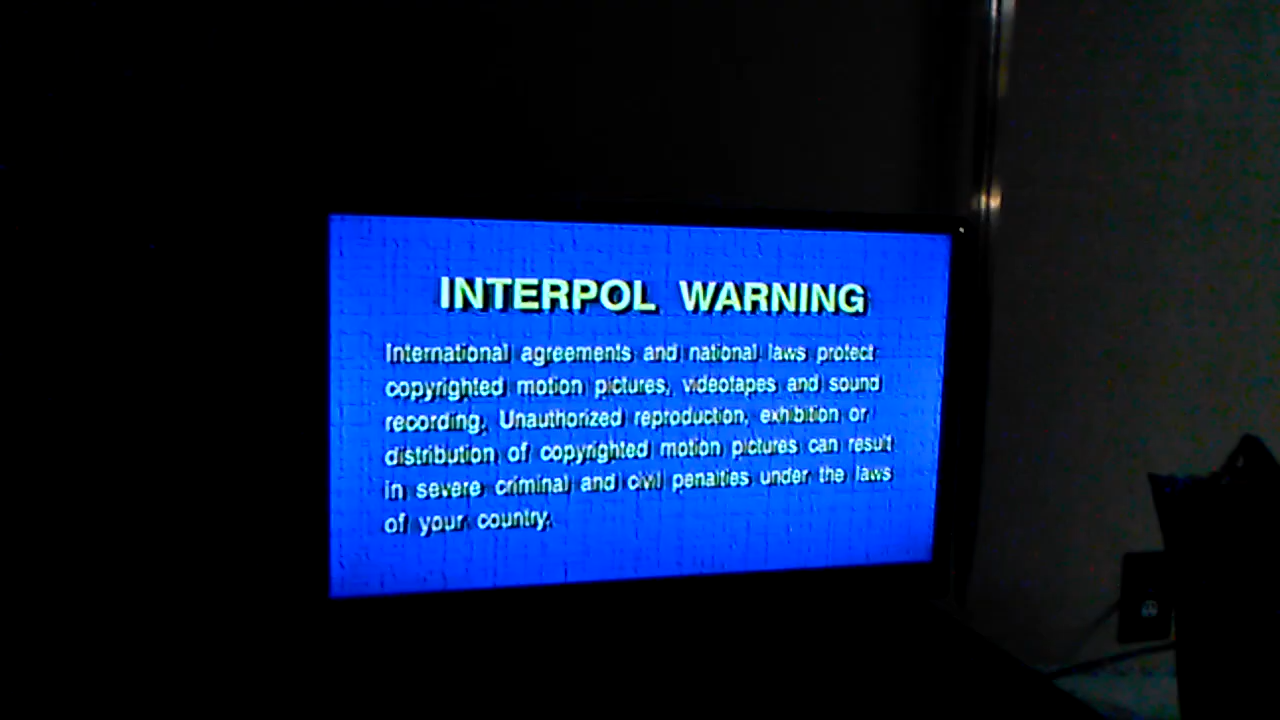 INTERPOL WARNING
International agreements and national laws protect
copyrighted motion pictures, videotapes and sound
recording. Unauthorized reproduction, exhibition or
distribution of copyrighted motion pictures can result
in severe criminal and civil penalties under the laws
of your country.